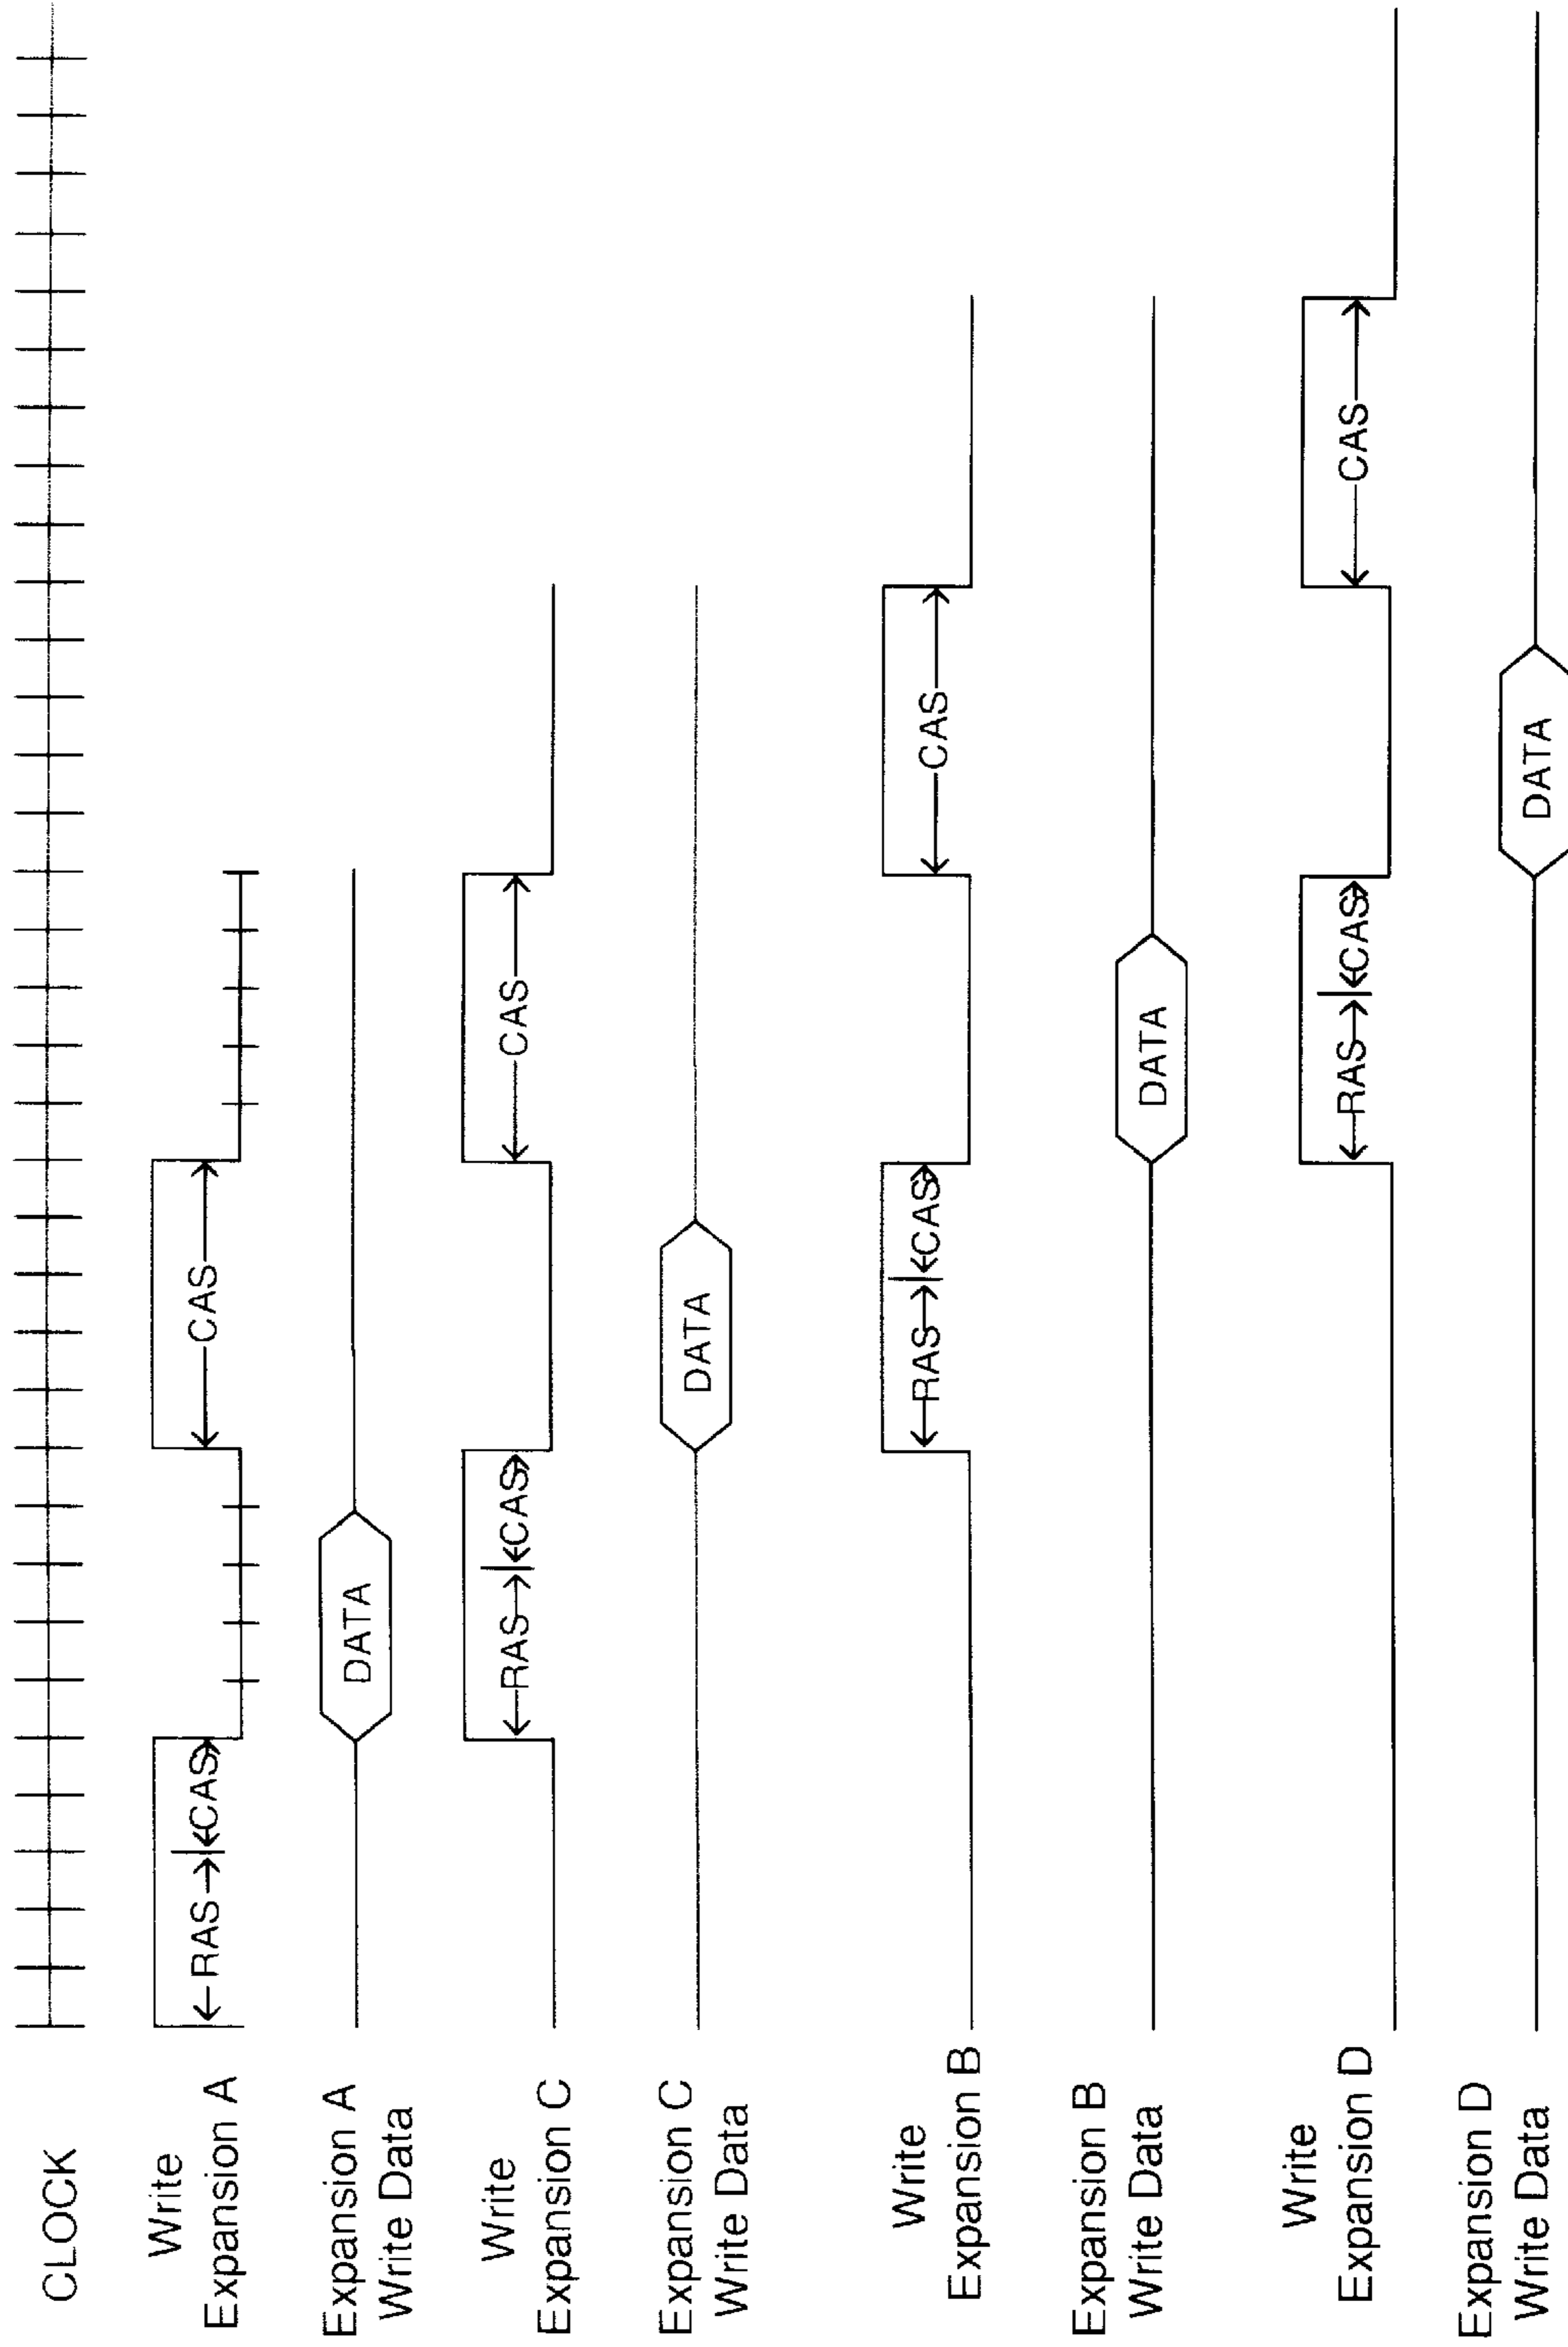 CLOCK
Write
Expansion A
RAS
CAS
CAS
Expansion A
Write Data
DATA
Write
Expansion C
RAS
CAS
CAS
Expansion C
Write Data
DATA
Write
Expansion B
RAS
CAS
CAS
Expansion B
Write Data
DATA
Write
Expansion D
RAS
CAS
CAS
Expansion D
Write Data
DATA